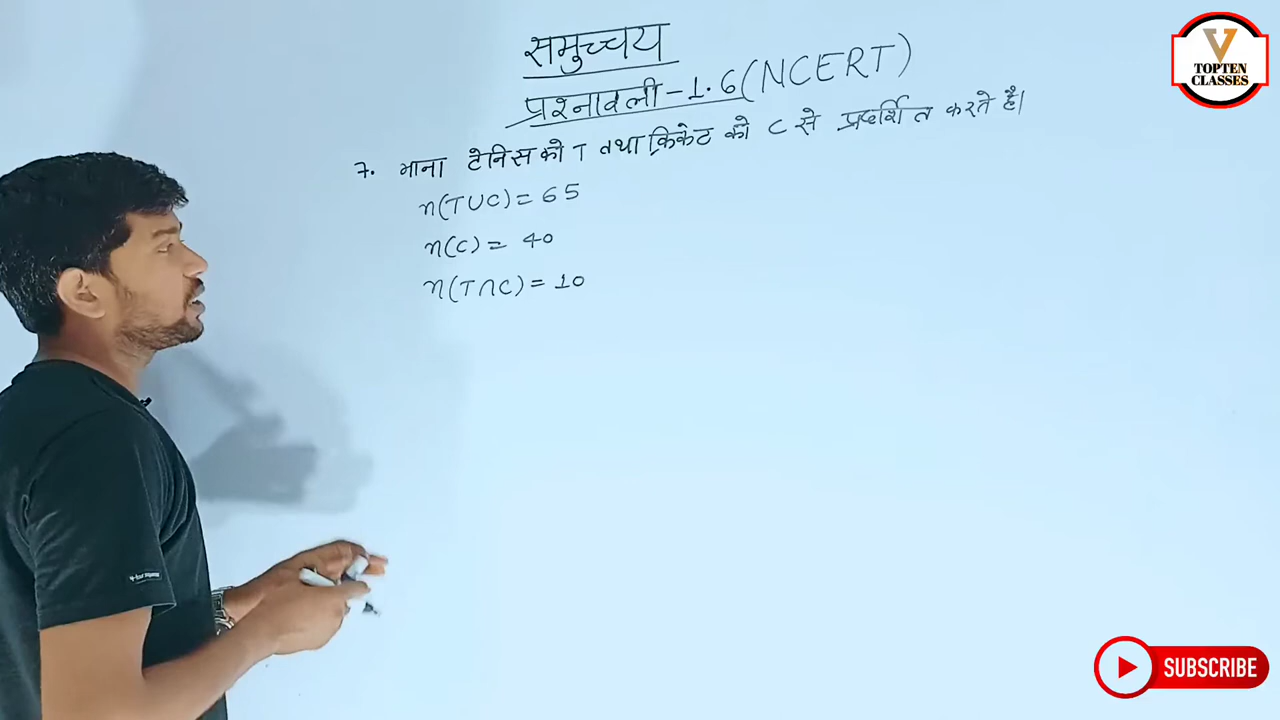 समुच्चय
प्रश्नावली - 1.6 (NCERT)
7. माना टेनिस को T तथा क्रिकेट को C से प्रदर्शित करते है।
n(T∪C) = 65
n(C) = 40
n(T∩C) = 10
V
TOPTEN
CLASSES
SUBSCRIBE